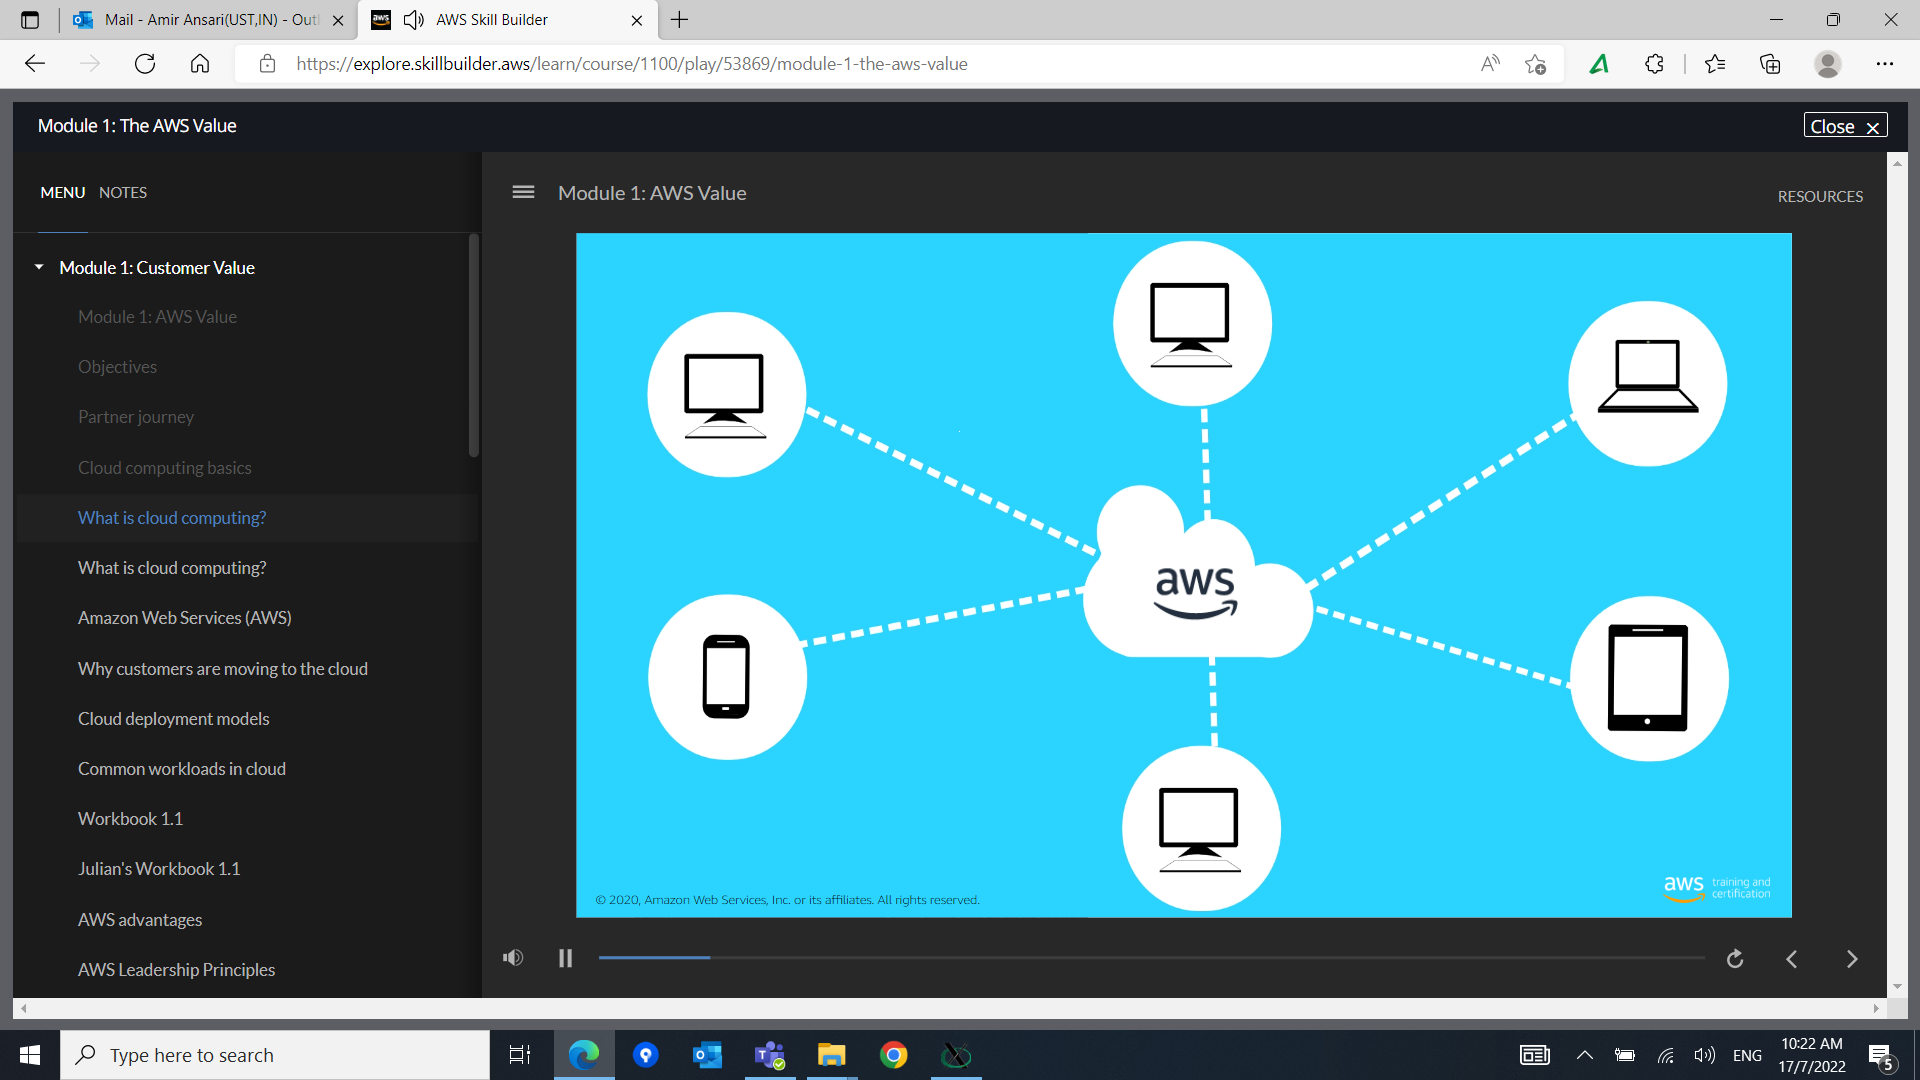 Mail - Amir Ansari(UST,IN) - Out
aws
AWS Skill Builder
https://explore.skillbuilder.aws/learn/course/1100/play/53869/module-1-the-aws-value
Module 1: The AWS Value
Close
MENU NOTES
Module 1: AWS Value
RESOURCES
Module 1: Customer Value
Module 1: AWS Value
Objectives
Partner journey
Cloud computing basics
What is cloud computing?
What is cloud computing?
Amazon Web Services (AWS)
Why customers are moving to the cloud
Cloud deployment models
Common workloads in cloud
Workbook 1.1
Julian's Workbook 1.1
AWS advantages
AWS Leadership Principles
aws
© 2020, Amazon Web Services, Inc. or its affiliates. All rights reserved.
aws training and
certification
Type here to search
ENG
10:22 AM
17/7/2022
5